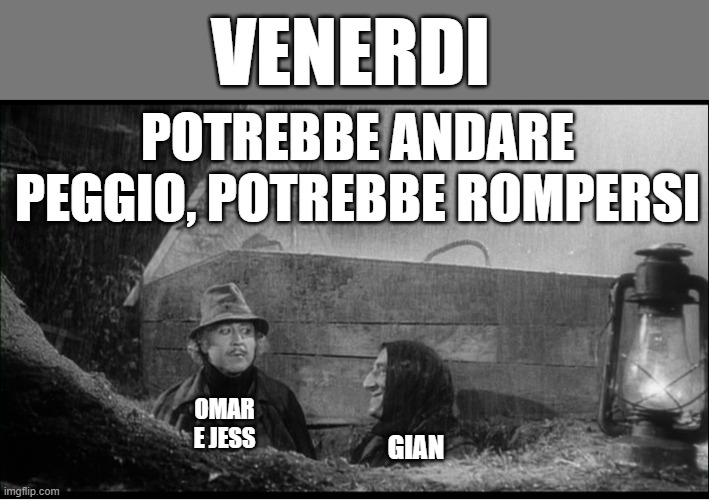 VENERDI
POTREBBE ANDARE
PEGGIO, POTREBBE ROMPERSI
OMAR
E JESS
GIAN
imgflip.com